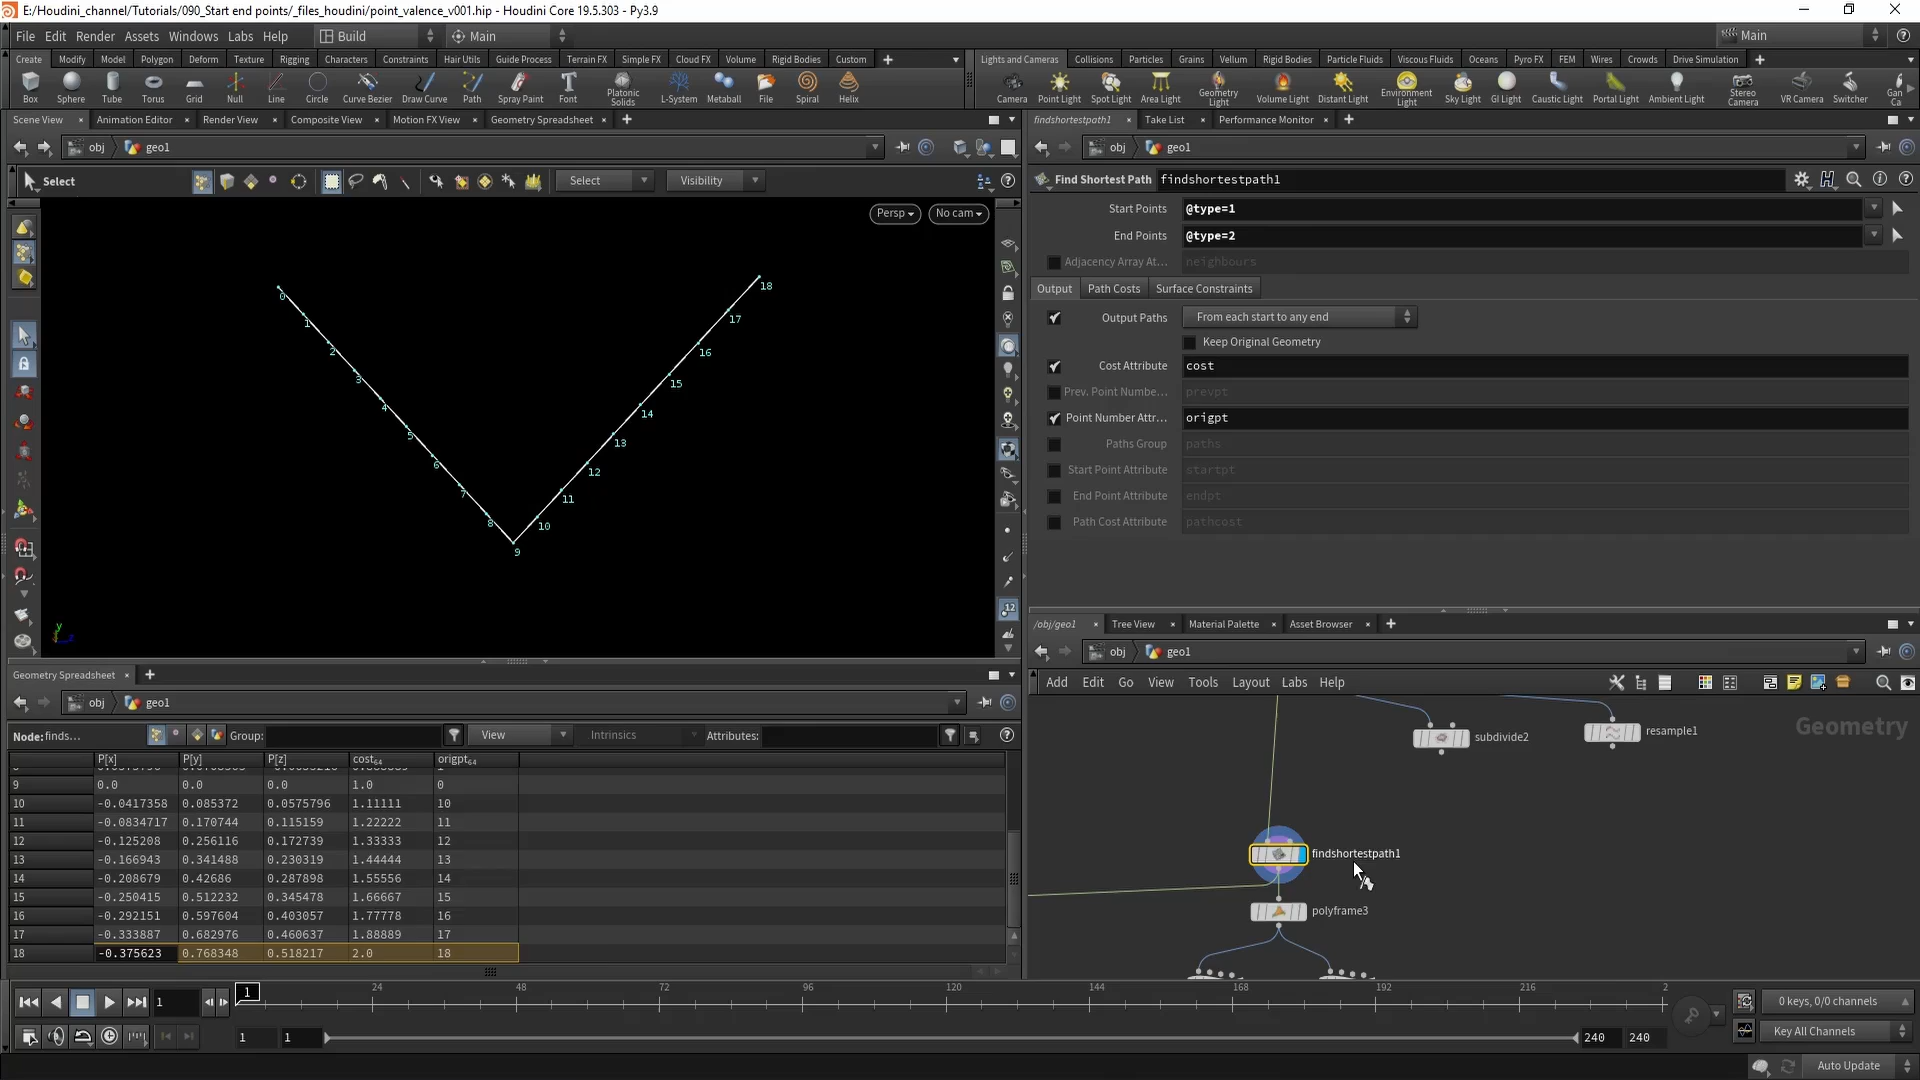 E:/Houdini_channel/Tutorials/090_Start end points/_files_houdini/point_valence_v001.hip - Houdini Core 19.5.303 - Py3.9
File Edit Render Assets Windows Labs Help Build Main Main
Create Modify Model Polygon Deform Texture Rigging Characters Constraints Hair Utils Guide Process Terrain FX Simple FX Cloud FX Volume Rigid Bodies Custom
Lights and Cameras Collisions Particles Grains Vellum Rigid Bodies Particle Fluids Viscous Fluids Oceans Pyro FX FEM Wires Crowds Drive Simulation
Box Sphere Tube Torus Grid Null Line Circle Curve Bezier Draw Curve Path Spray Paint Font Platonic Solids L-System Metaball File Spiral Helix
Camera Point Light Spot Light Area Light Geometry Light Volume Light Distant Light Environment Light Sky Light GI Light Caustic Light Portal Light Ambient Light Stereo Camera VR Camera Switcher Gan Ca
Scene View Animation Editor Render View Composite View Motion FX View Geometry Spreadsheet
findshortestpath1 Take List Performance Monitor
obj geo1
obj geo1
Select Select Visibility
Find Shortest Path findshortestpath1
Persp No cam
Start Points @type=1
End Points @type=2
Adjacency Array At... neighbours
Output Path Costs Surface Constraints
Output Paths From each start to any end
Keep Original Geometry
Cost Attribute cost
Prev. Point Numbe... prevpt
Point Number Attr... origpt
Paths Group paths
Start Point Attribute startpt
End Point Attribute endpt
Path Cost Attribute pathcost
0
1
2
3
4
5
6
7
8
9
10
11
12
13
14
15
16
17
18
12
y
z
/obj/geo1 Tree View Material Palette Asset Browser
obj geo1
Add Edit Go View Tools Layout Labs Help
Geometry
subdivide2
resample1
findshortestpath1
polyframe3
Geometry Spreadsheet
obj geo1
Node: finds... Group: View Intrinsics Attributes:
P[x] P[y] P[z] cost64 origpt64
9 0.0 0.0 0.0 1.0 0
10 -0.0417358 0.085372 0.0575796 1.11111 10
11 -0.0834717 0.170744 0.115159 1.22222 11
12 -0.125208 0.256116 0.172739 1.33333 12
13 -0.166943 0.341488 0.230319 1.44444 13
14 -0.208679 0.42686 0.287898 1.55556 14
15 -0.250415 0.512232 0.345478 1.66667 15
16 -0.292151 0.597604 0.403057 1.77778 16
17 -0.333887 0.682976 0.460637 1.88889 17
18 -0.375623 0.768348 0.518217 2.0 18
1 1 24 48 72 96 120 144 168 192 216 2
0 keys, 0/0 channels
1 1 240 240
Key All Channels
Auto Update